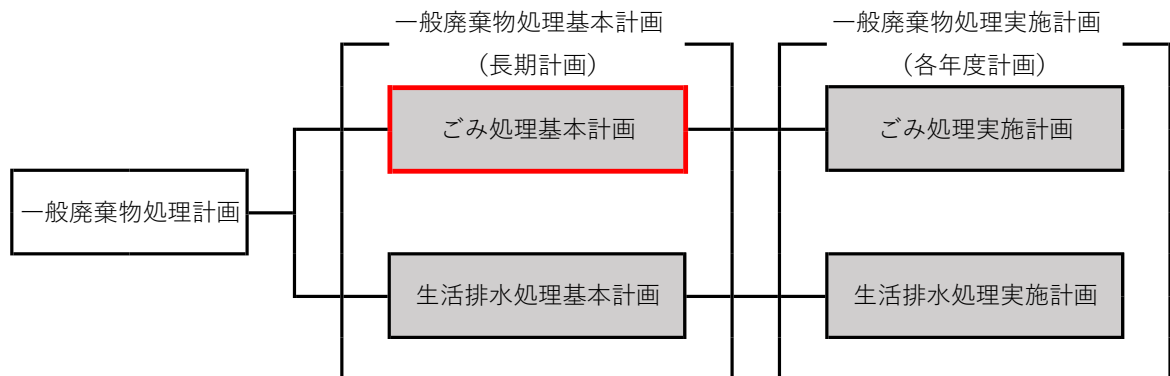 一般廃棄物処理基本計画
(長期計画)
一般廃棄物処理実施計画
(各年度計画)
ごみ処理基本計画
ごみ処理実施計画
一般廃棄物処理計画
生活排水処理基本計画
生活排水処理実施計画